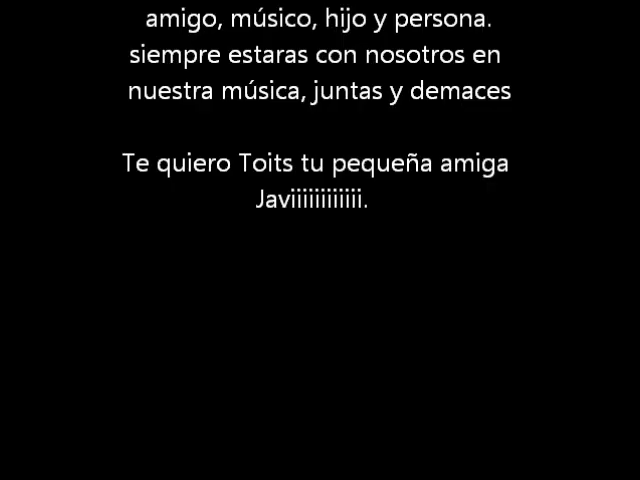 amigo, músico, hijo y persona.
siempre estaras con nosotros en
nuestra música, juntas y demaces
Te quiero Toits tu pequeña amiga
Javiiiiiiiiiiii.